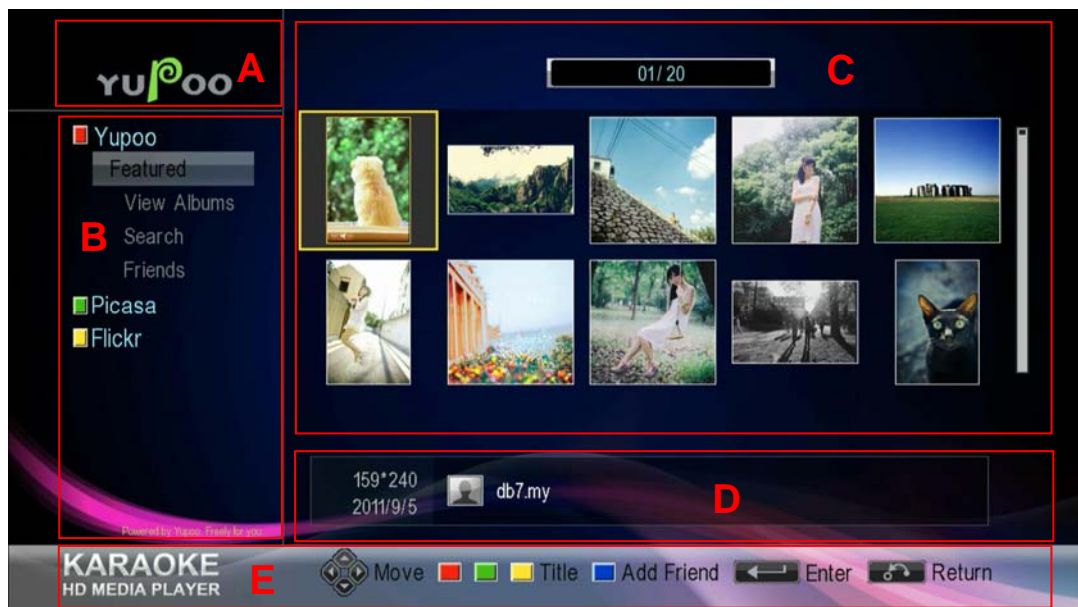 YUPOO
A
01/20
C
Yupoo
Featured
View Albums
B
Search
Friends
Picasa
Flickr
159*240
2011/9/5
db7.my
D
Powered by Yupoo. Freely for you.
KARAOKE
HD MEDIA PLAYER
E
Move
Title
Add Friend
Enter
Return